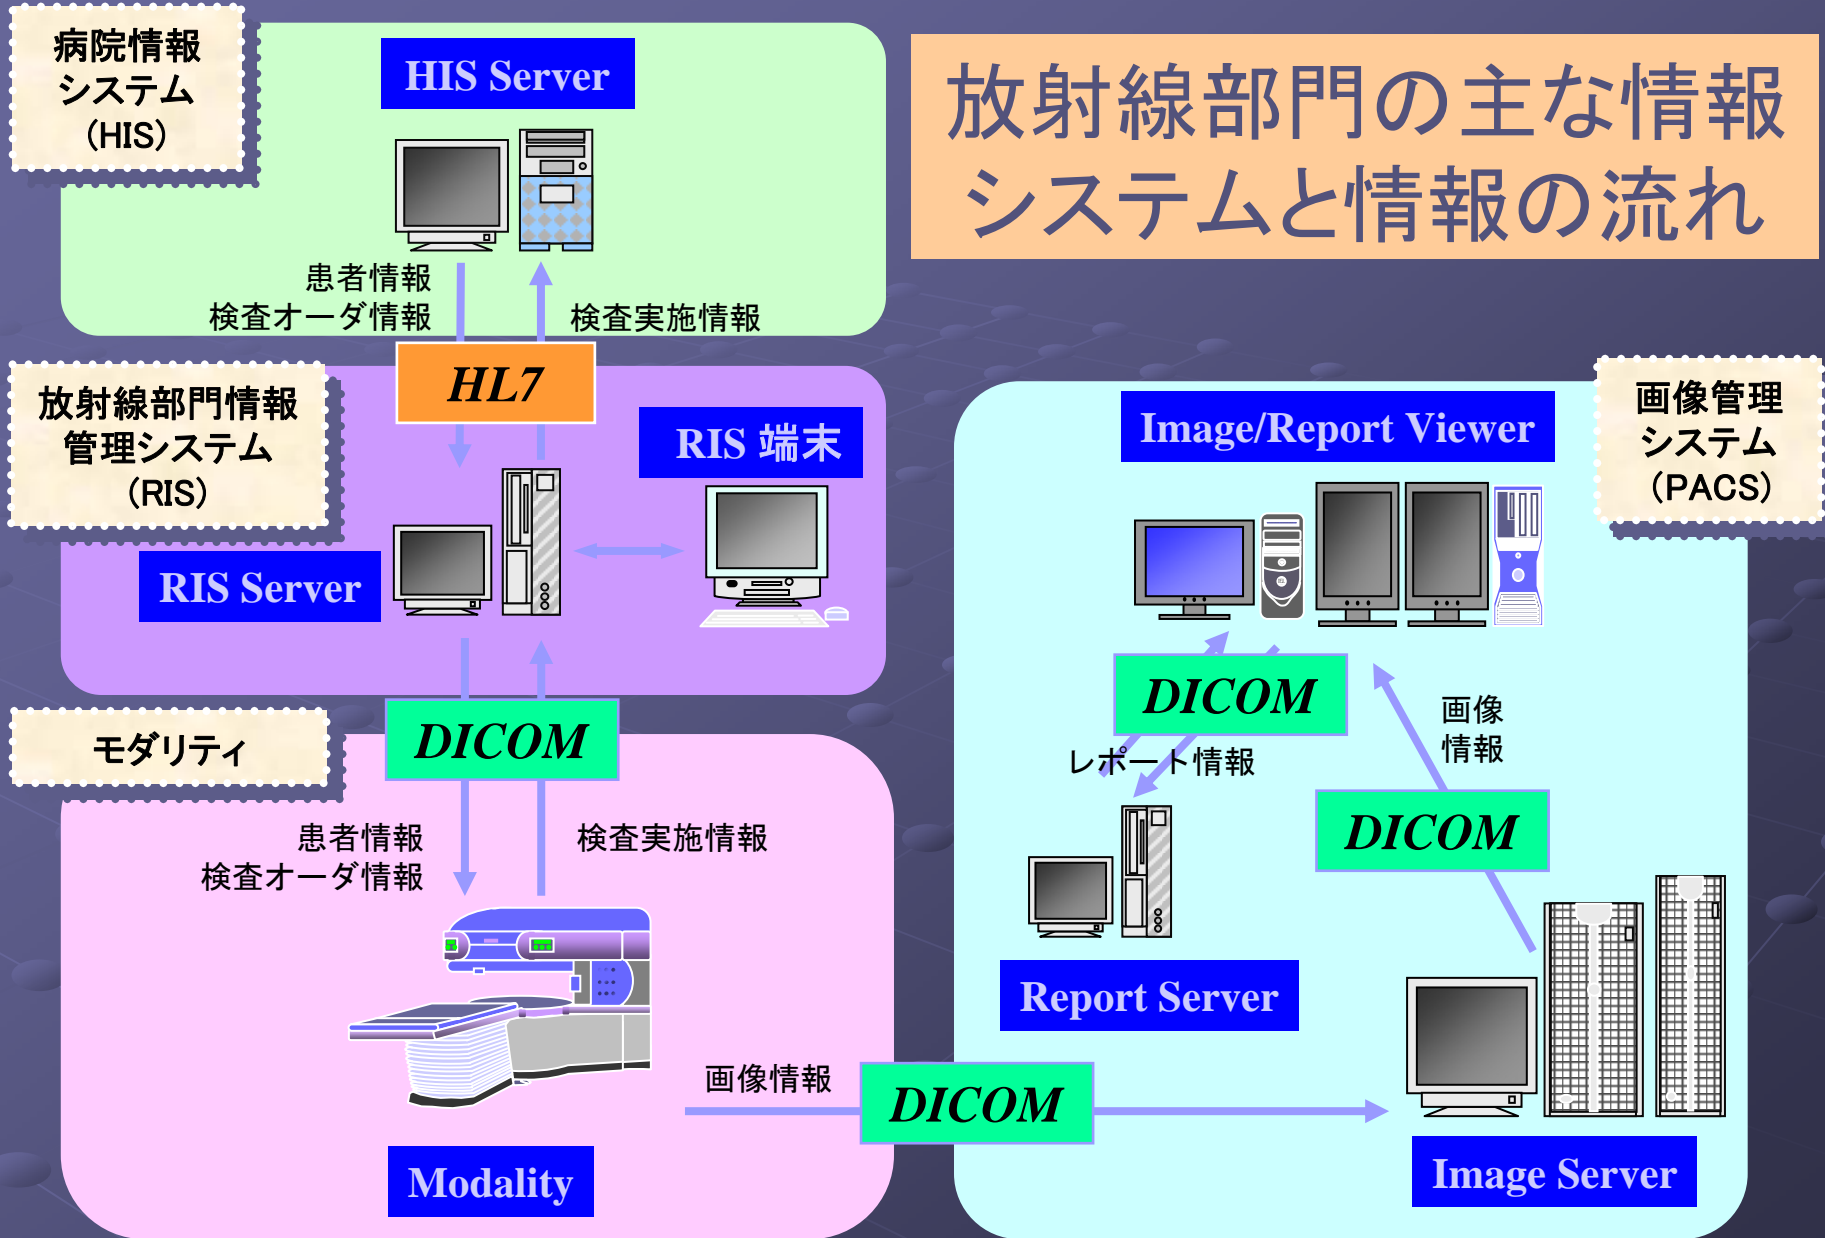 病院情報
システム
(HIS)
HIS Server
放射線部門の主な情報
システムと情報の流れ
患者情報
検査オーダ情報
検査実施情報
HL7
放射線部門情報
管理システム
(RIS)
RIS 端末
RIS Server
画像管理
システム
(PACS)
Image/Report Viewer
DICOM
レポート情報
画像
情報
DICOM
Report Server
モダリティ
DICOM
患者情報
検査オーダ情報
検査実施情報
画像情報
DICOM
Modality
Image Server